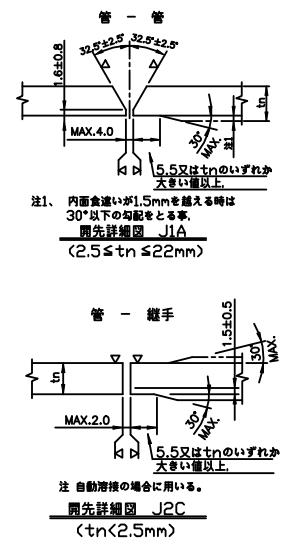 管 － 管
32.5°±2.5° 32.5°±2.5°
1.6±0.8
tn
MAX.4.0
30°
MAX.
注1
5.5又はtnのいずれか
大きい値以上.
注1、 内面食違いが1.5mmを越える時は
30°以下の勾配をとる事.
開先詳細図 J1A
(2.5≦tn≦22mm)
管 － 継手
1.5±0.5
30°
MAX.
tn
MAX.2.0
30°
MAX.
5.5又はtnのいずれか
大きい値以上.
注 自動溶接の場合に用いる。
開先詳細図 J2C
(tn<2.5mm)